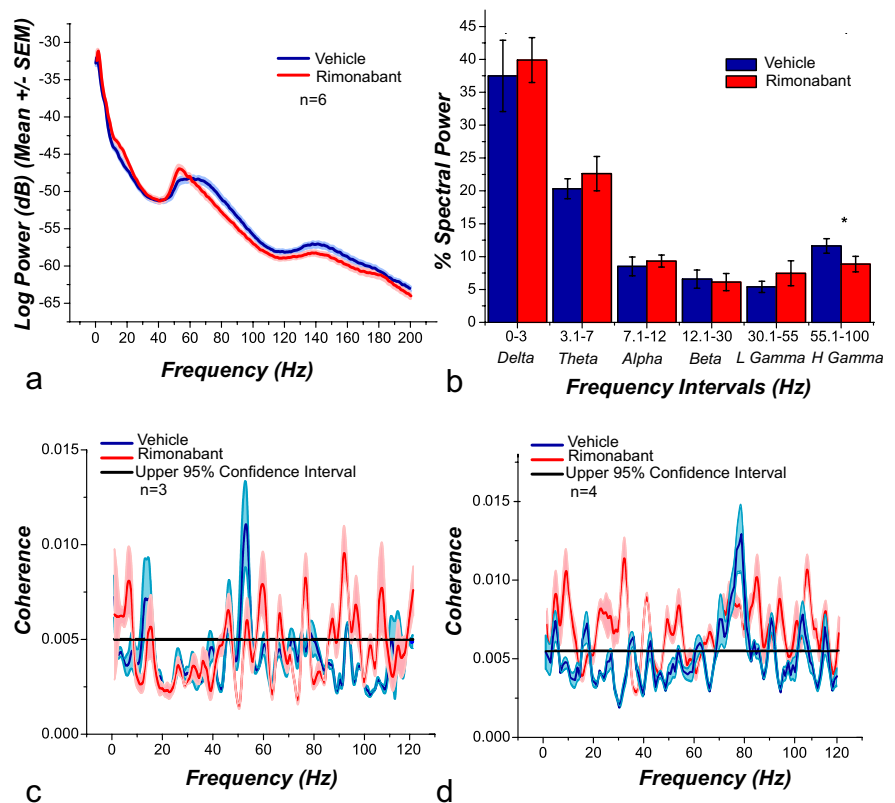 a
-30
-35
-40
-45
-50
-55
-60
-65
Log Power (dB) (Mean +/- SEM)
Vehicle
Rimonabant
n=6
0 20 40 60 80 100 120 140 160 180 200
Frequency (Hz)
b
45
40
35
30
25
20
15
10
5
0
% Spectral Power
Vehicle
Rimonabant
*
0-3 3.1-7 7.1-12 12.1-30 30.1-55 55.1-100
Delta Theta Alpha Beta L Gamma H Gamma
Frequency Intervals (Hz)
c
0.015
0.010
0.005
0.000
Coherence
Vehicle
Rimonabant
Upper 95% Confidence Interval
n=3
0 20 40 60 80 100 120
Frequency (Hz)
d
0.015
0.010
0.005
0.000
Coherence
Vehicle
Rimonabant
Upper 95% Confidence Interval
n=4
0 20 40 60 80 100 120
Frequency (Hz)